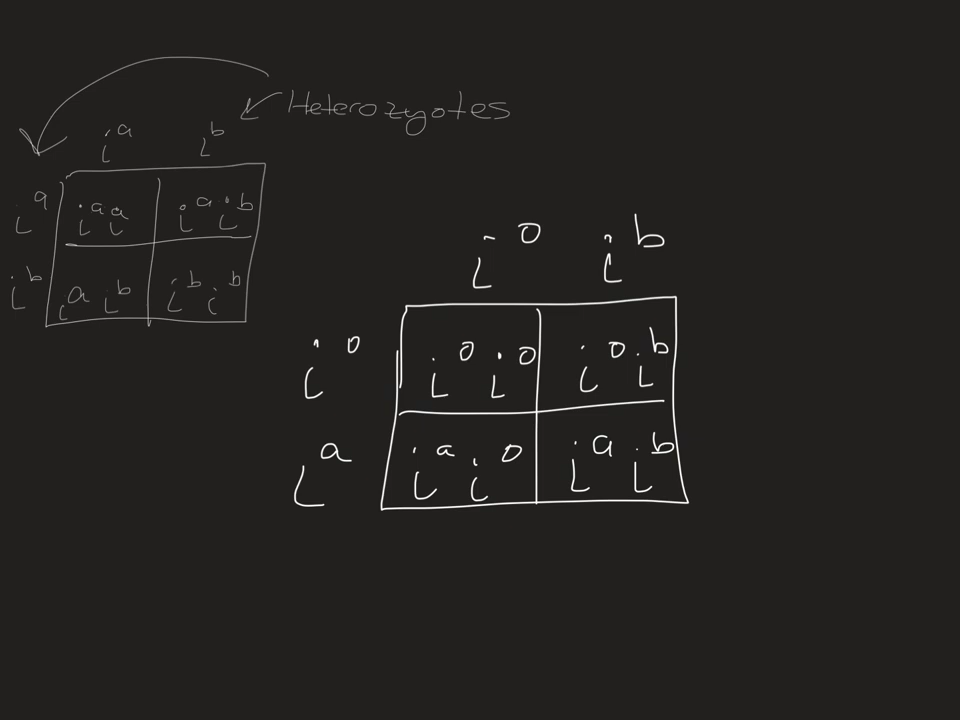 Heterozygotes
i^a i^b
i^a i^a a i^a i^b
i^b i^a i^b i^b i^b
i^o i^b
i^o i^o i^o i^o i^b
i^a i^a i^o i^a i^b